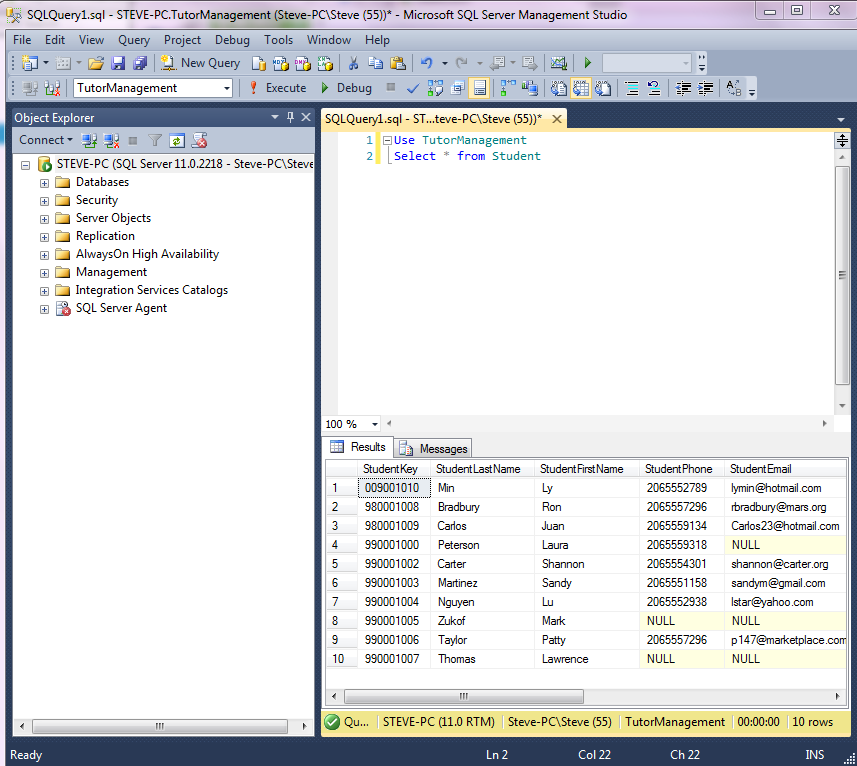 SQLQuery1.sql - STEVE-PC.TutorManagement (Steve-PC\Steve (55))* - Microsoft SQL Server Management Studio
File Edit View Query Project Debug Tools Window Help
New Query
TutorManagement Execute Debug
Object Explorer
Connect
STEVE-PC (SQL Server 11.0.2218 - Steve-PC\Steve
Databases
Security
Server Objects
Replication
AlwaysOn High Availability
Management
Integration Services Catalogs
SQL Server Agent
SQLQuery1.sql - ST...teve-PC\Steve (55))*
1 Use TutorManagement
2 Select * from Student
100 %
Results Messages
StudentKey StudentLastName StudentFirstName StudentPhone StudentEmail
1 009001010 Min Ly 2065552789 lymin@hotmail.com
2 980001008 Bradbury Ron 2065557296 rbradbury@mars.org
3 980001009 Carlos Juan 2065559134 Carlos23@hotmail.com
4 990001000 Peterson Laura 2065559318 NULL
5 990001002 Carter Shannon 2065554301 shannon@carter.org
6 990001003 Martinez Sandy 2065551158 sandym@gmail.com
7 990001004 Nguyen Lu 2065552938 lstar@yahoo.com
8 990001005 Zukof Mark NULL NULL
9 990001006 Taylor Patty 2065557296 p147@marketplace.com
10 990001007 Thomas Lawrence NULL NULL
Qu... STEVE-PC (11.0 RTM) Steve-PC\Steve (55) TutorManagement 00:00:00 10 rows
Ready Ln 2 Col 22 Ch 22 INS